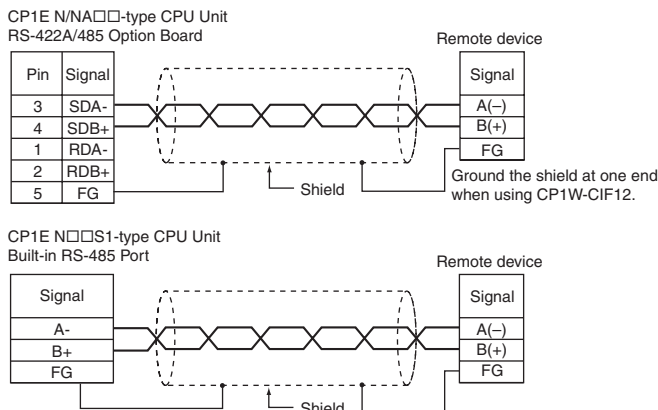 CP1E N/NA□□-type CPU Unit
RS-422A/485 Option Board
Remote device
Pin Signal
Signal
3 SDA-
A(−)
4 SDB+
B(+)
1 RDA-
FG
2 RDB+
5 FG
Shield
Ground the shield at one end
when using CP1W-CIF12.
CP1E N□□S1-type CPU Unit
Built-in RS-485 Port
Remote device
Signal
Signal
A-
A(−)
B+
B(+)
FG
FG
Shield